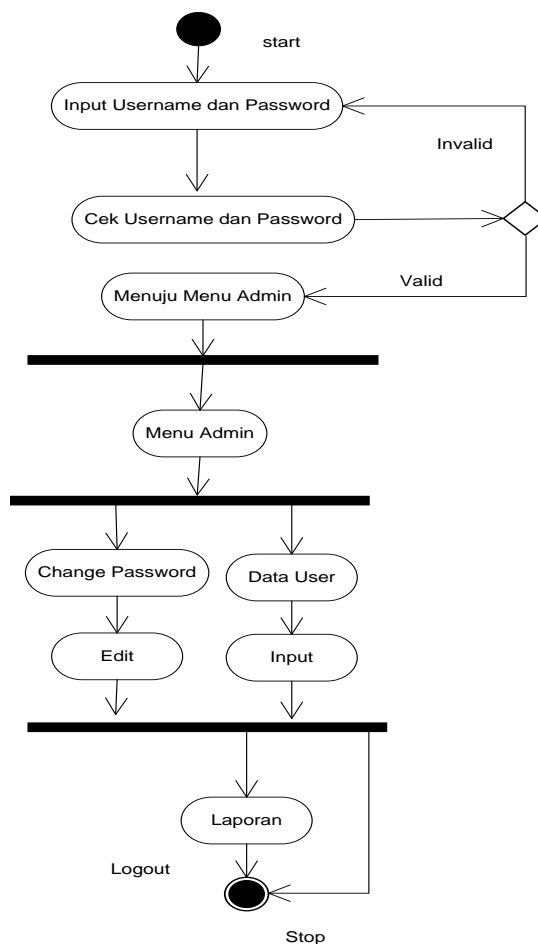 start
Input Username dan Password
Invalid
Cek Username dan Password
Valid
Menuju Menu Admin
Menu Admin
Change Password
Data User
Edit
Input
Laporan
Logout
Stop